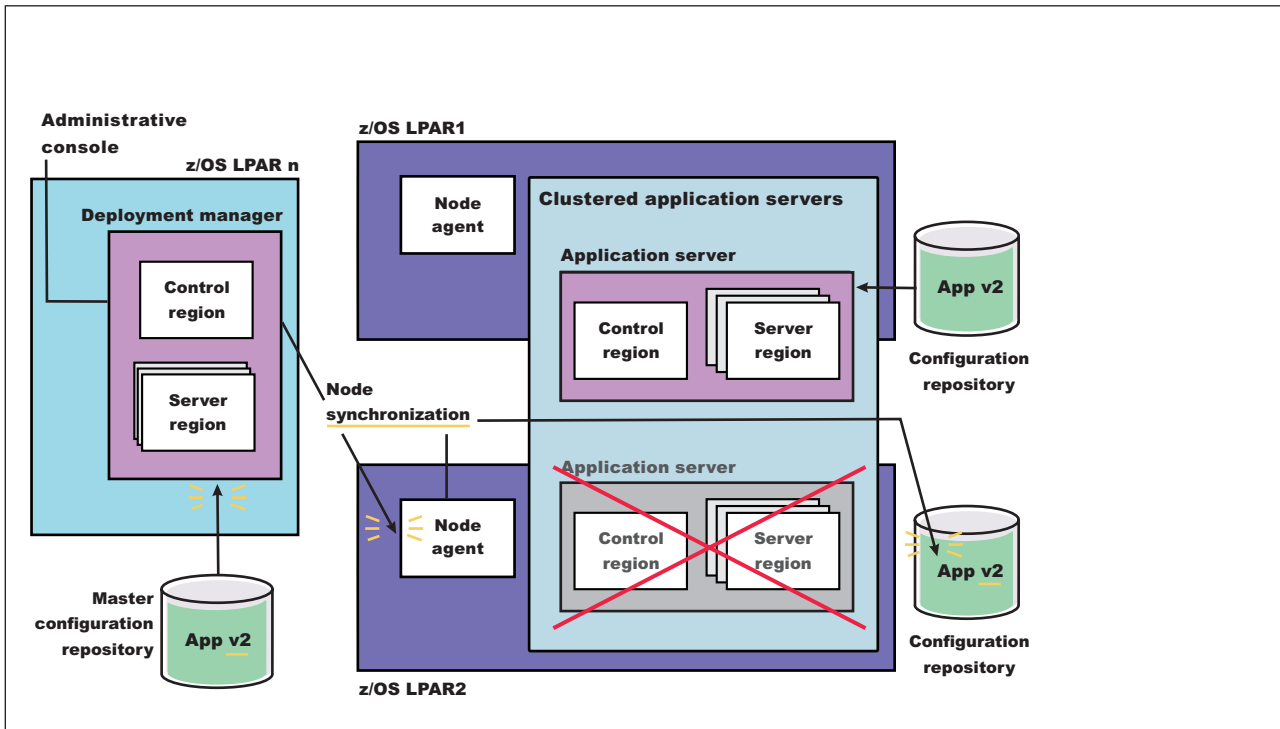 Administrative
console
z/OS LPAR n
Deployment manager
Control
region
Server
region
Master
configuration
repository
App v2
Node
synchronization
z/OS LPAR1
Node
agent
Clustered application servers
Application server
Control
region
Server
region
App v2
Configuration
repository
Node
agent
Application server
Control
region
Server
region
z/OS LPAR2
App v2
Configuration
repository